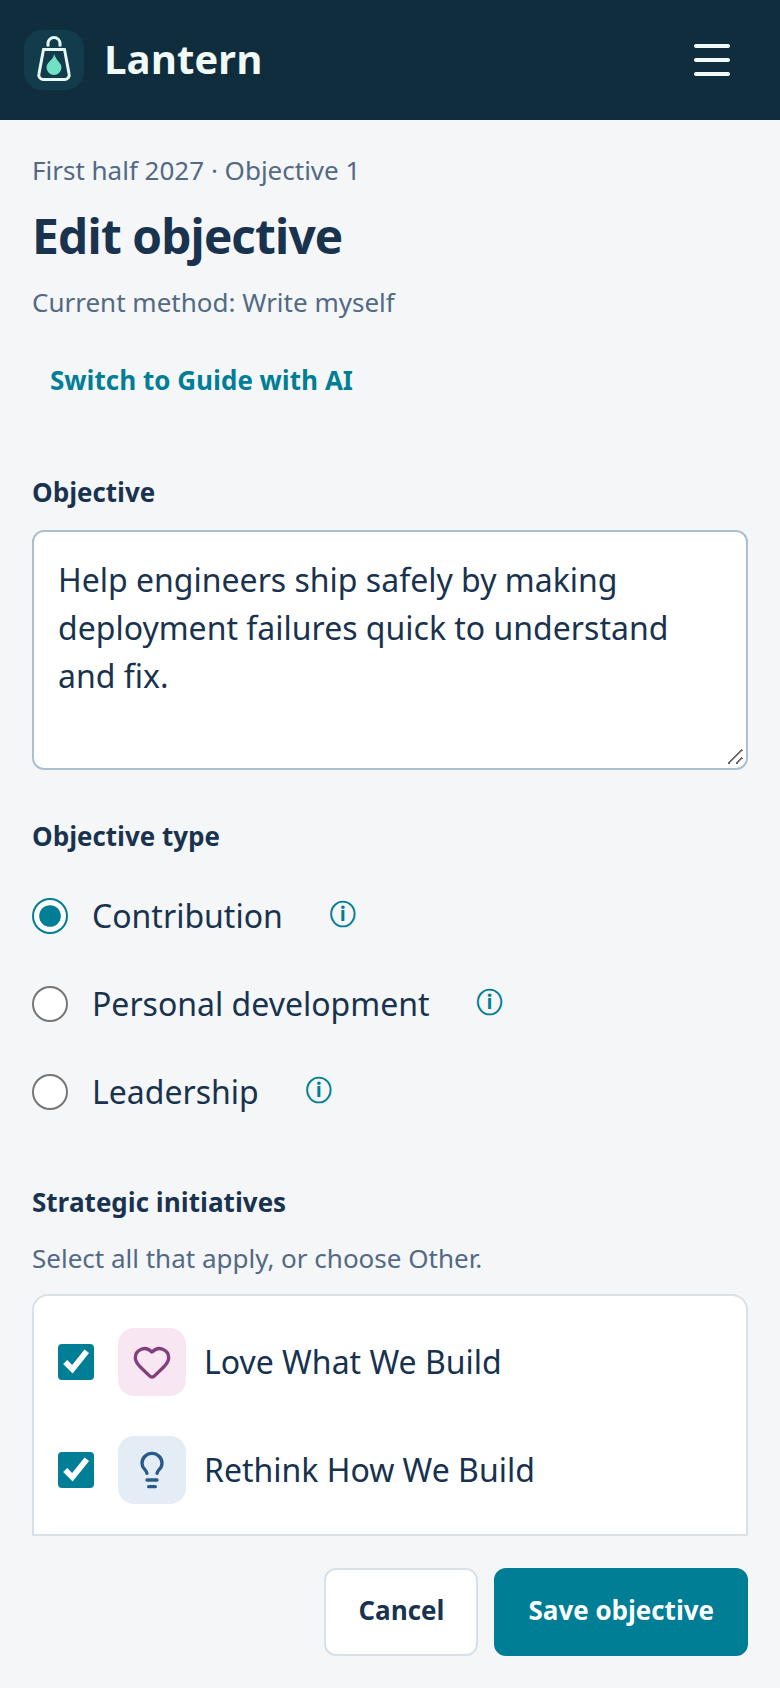 Lantern
First half 2027 · Objective 1
Edit objective
Current method: Write myself
Switch to Guide with AI
Objective
Help engineers ship safely by making
deployment failures quick to understand
and fix.
Objective type
Contribution
Personal development
Leadership
Strategic initiatives
Select all that apply, or choose Other.
Love What We Build
Rethink How We Build
Cancel
Save objective